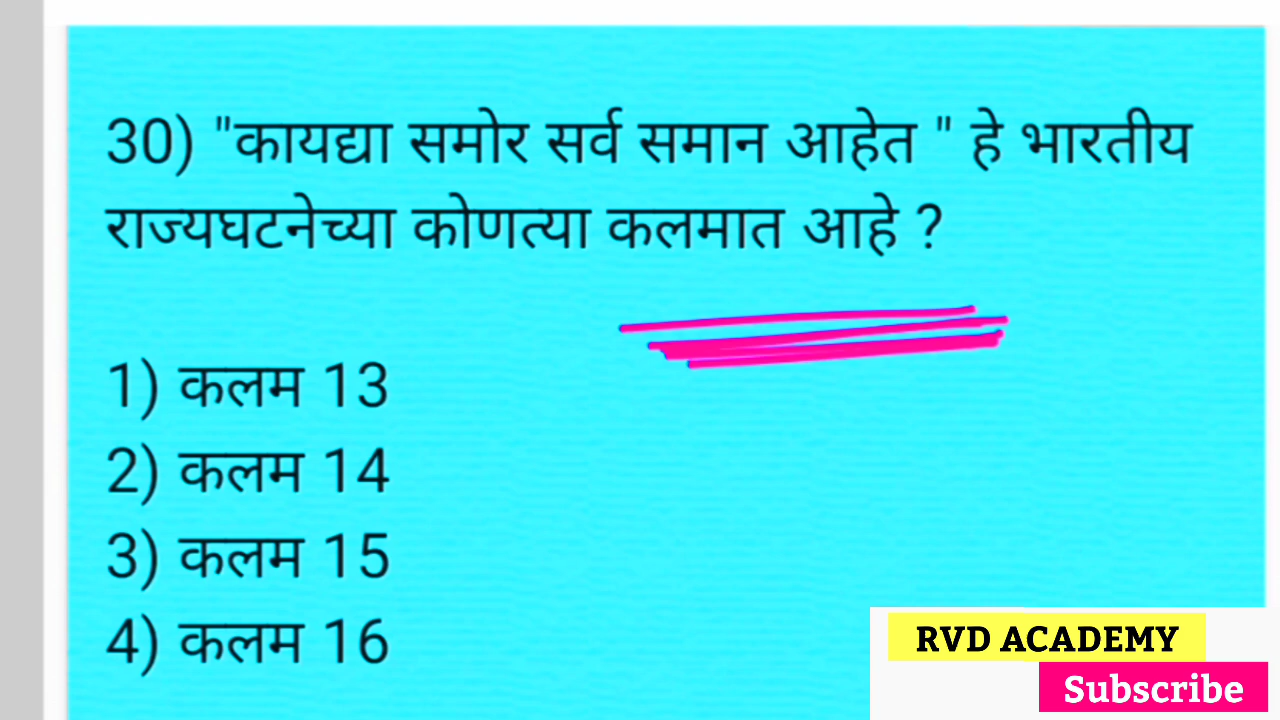 30) "कायद्या समोर सर्व समान आहेत " हे भारतीय
राज्यघटनेच्या कोणत्या कलमात आहे ?
1) कलम 13
2) कलम 14
3) कलम 15
4) कलम 16
RVD ACADEMY
Subscribe